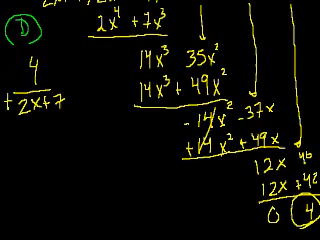 D
2x⁴ + 7x³
14x³ 35x²
4
14x³ + 49x²
+ 2x+7
- 14x² - 37x
+ 14x² + 49x
12x 46
12x + 42
0 4